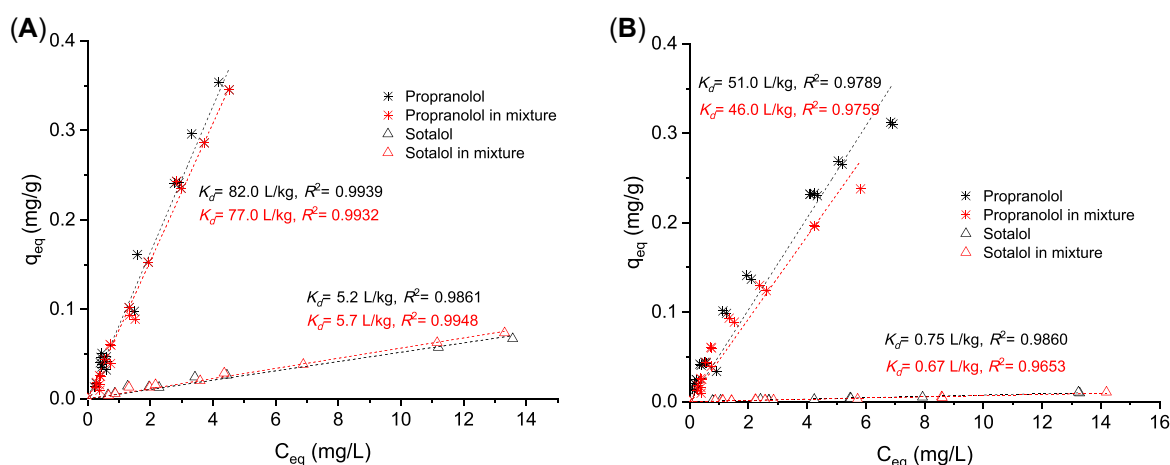 (A)
0.4
0.3
0.2
0.1
0.0
q_eq (mg/g)
0
2
4
6
8
10
12
14
C_eq (mg/L)
Propranolol
Propranolol in mixture
Sotalol
Sotalol in mixture
K_d= 82.0 L/kg, R²= 0.9939
K_d= 77.0 L/kg, R²= 0.9932
K_d= 5.2 L/kg, R²= 0.9861
K_d= 5.7 L/kg, R²= 0.9948
(B)
0.4
0.3
0.2
0.1
0.0
q_eq (mg/g)
0
2
4
6
8
10
12
14
16
C_eq (mg/L)
K_d= 51.0 L/kg, R²= 0.9789
K_d= 46.0 L/kg, R²= 0.9759
Propranolol
Propranolol in mixture
Sotalol
Sotalol in mixture
K_d= 0.75 L/kg, R²= 0.9860
K_d= 0.67 L/kg, R²= 0.9653